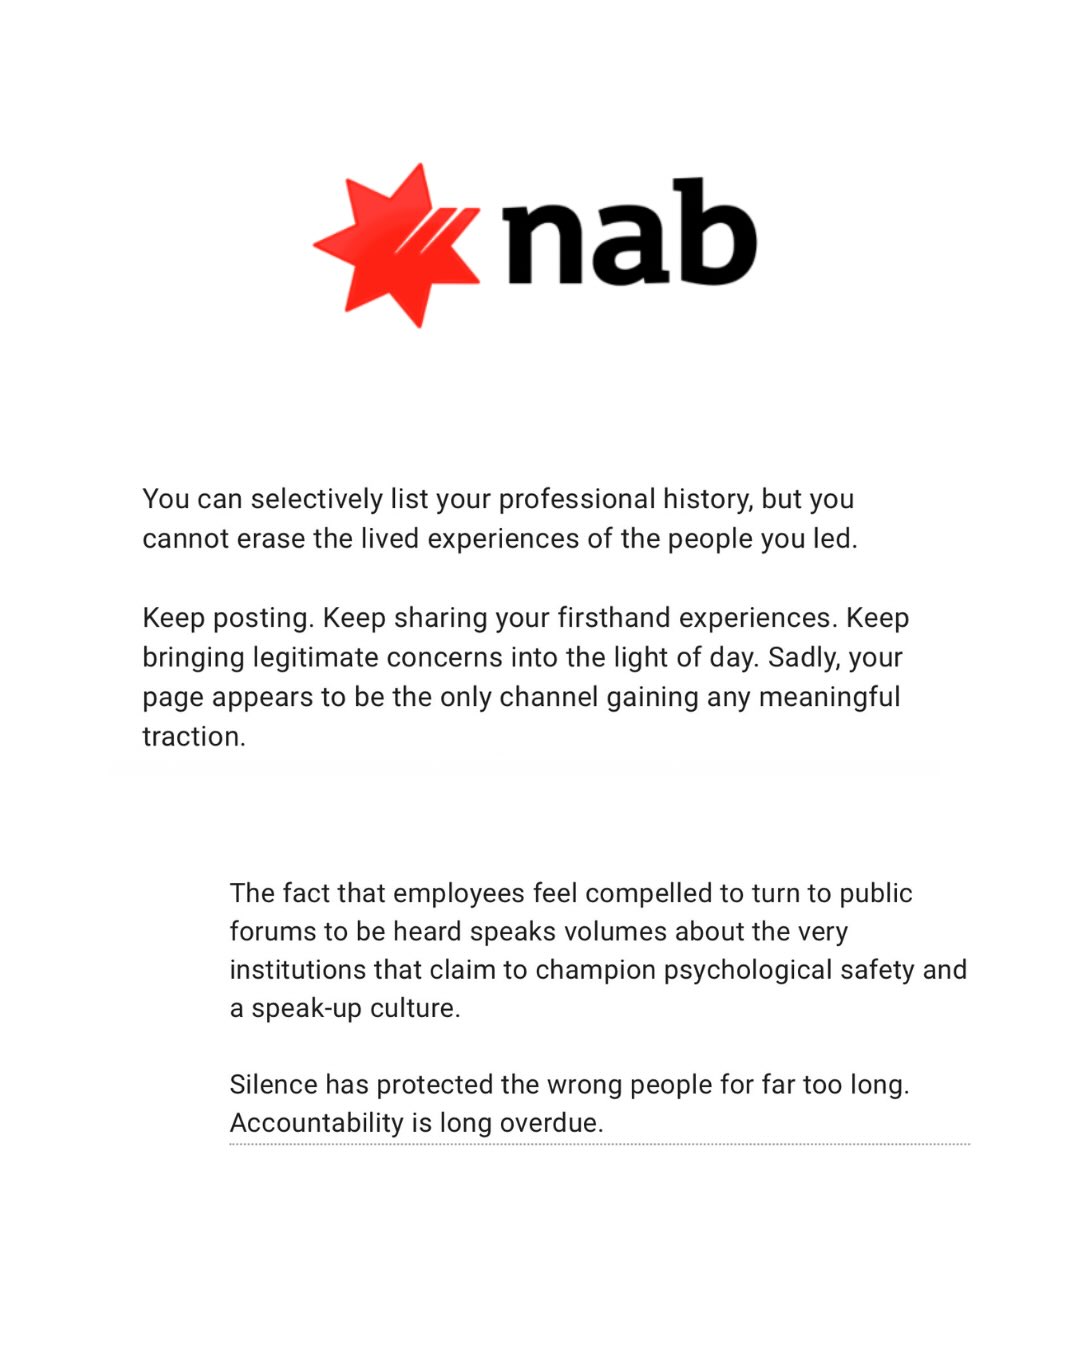 nab
You can selectively list your professional history, but you
cannot erase the lived experiences of the people you led.
Keep posting. Keep sharing your firsthand experiences. Keep
bringing legitimate concerns into the light of day. Sadly, your
page appears to be the only channel gaining any meaningful
traction.
The fact that employees feel compelled to turn to public
forums to be heard speaks volumes about the very
institutions that claim to champion psychological safety and
a speak-up culture.
Silence has protected the wrong people for far too long.
Accountability is long overdue.